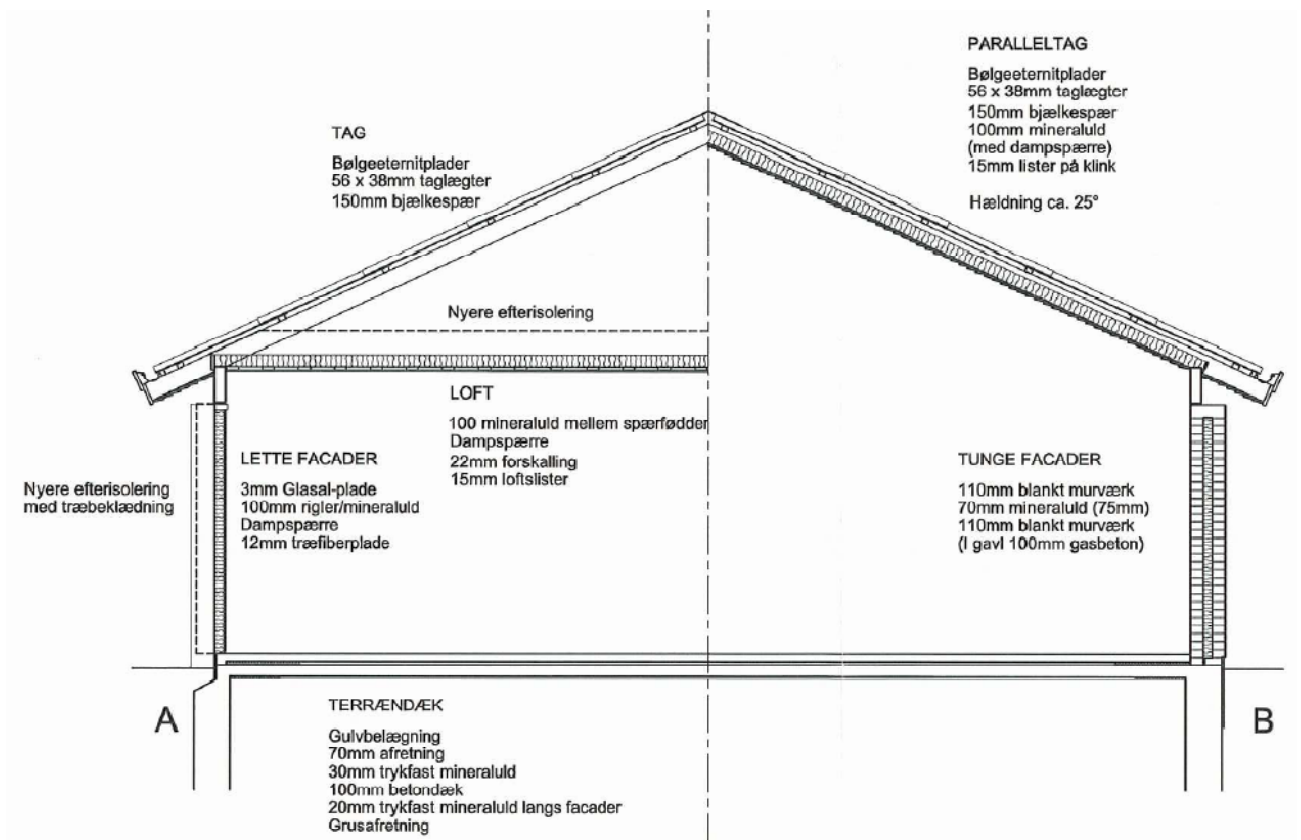 TAG
Bølgeeternitplader
56 x 38mm taglægter
150mm bjælkespær
PARALLELTAG
Bølgeeternitplader
56 x 38mm taglægter
150mm bjælkespær
100mm mineraluld
(med dampspærre)
15mm lister på klink
Hældning ca. 25°
Nyere efterisolering
LOFT
100 mineraluld mellem spærfødder
Dampspærre
22mm forskalling
15mm loftslister
Nyere efterisolering
med træbeklædning
LETTE FACADER
3mm Glasal-plade
100mm rigler/mineraluld
Dampspærre
12mm træfiberplade
TUNGE FACADER
110mm blankt murværk
70mm mineraluld (75mm)
110mm blankt murværk
(I gavl 100mm gasbeton)
A
B
TERRÆNDÆK
Gulvbelægning
70mm afretning
30mm trykfast mineraluld
100mm betondæk
20mm trykfast mineraluld langs facader
Grusafretning